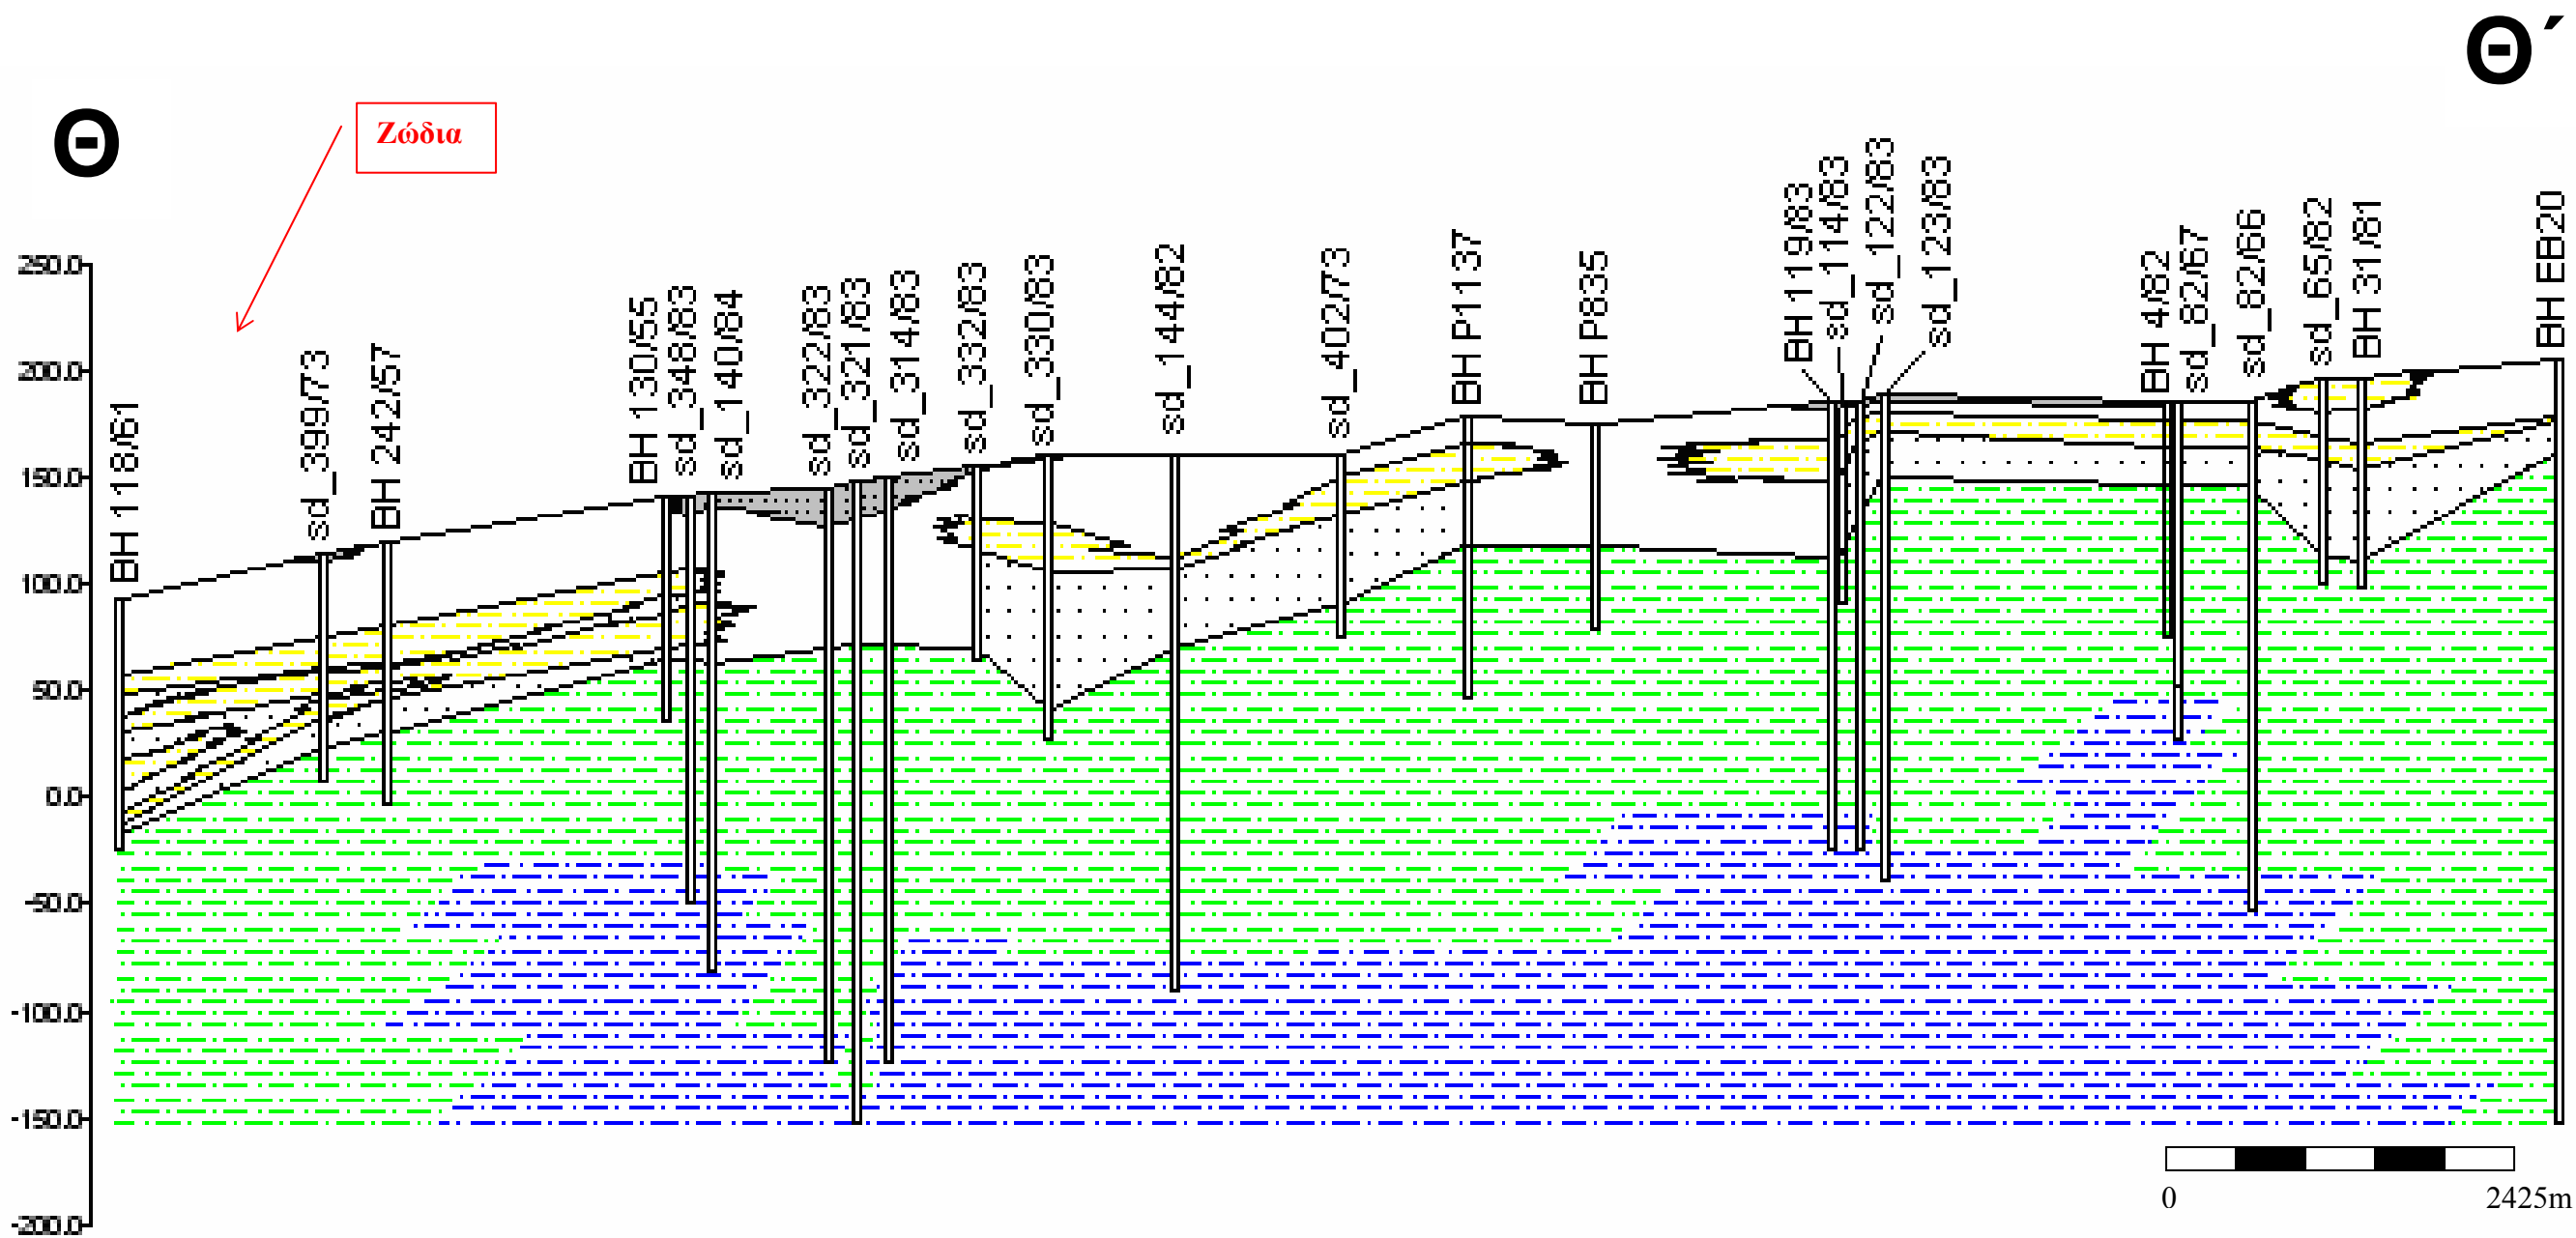 Θ
Θ´
Ζώδια
BH 118/61
sd_399/73
BH 242/57
BH 130/55
sd_348/83
sd_140/84
sd_322/83
sd_321/83
sd_314/83
sd_332/83
sd_330/83
sd_144/82
sd_402/73
BH P1137
BH P835
BH 119/83
sd_114/83
sd_122/83
sd_123/83
BH 4/82
sd_82/67
sd_82/66
sd_65/82
BH 31/81
BH EB20
250.0
200.0
150.0
100.0
50.0
0.0
-50.0
-100.0
-150.0
-200.0
0
2425m